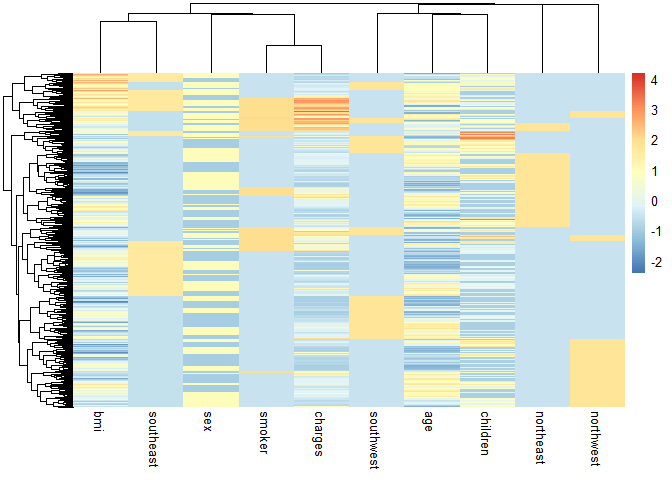 4
3
2
1
0
-1
-2
bmi
southeast
sex
smoker
charges
southwest
age
children
northeast
northwest